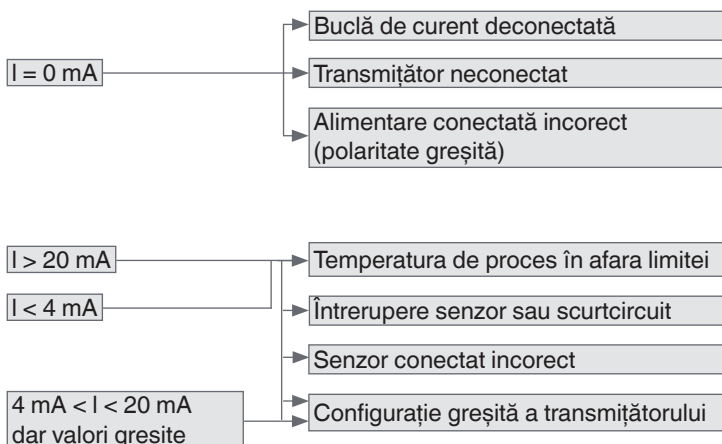 I = 0 mA
Buclă de curent deconectată
Transmițător neconectat
Alimentare conectată incorect
(polaritate greșită)
I > 20 mA
Temperatura de proces în afara limitei
I < 4 mA
Întrerupere senzor sau scurtcircuit
Senzor conectat incorect
4 mA < I < 20 mA
dar valori greșite
Configurație greșită a transmițătorului